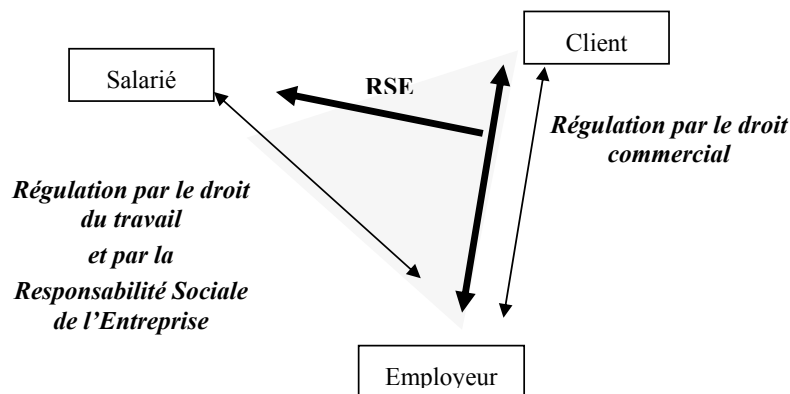 Client
Salarié
RSE
Régulation par le droit
commercial
Régulation par le droit
du travail
et par la
Responsabilité Sociale
de l’Entreprise
Employeur